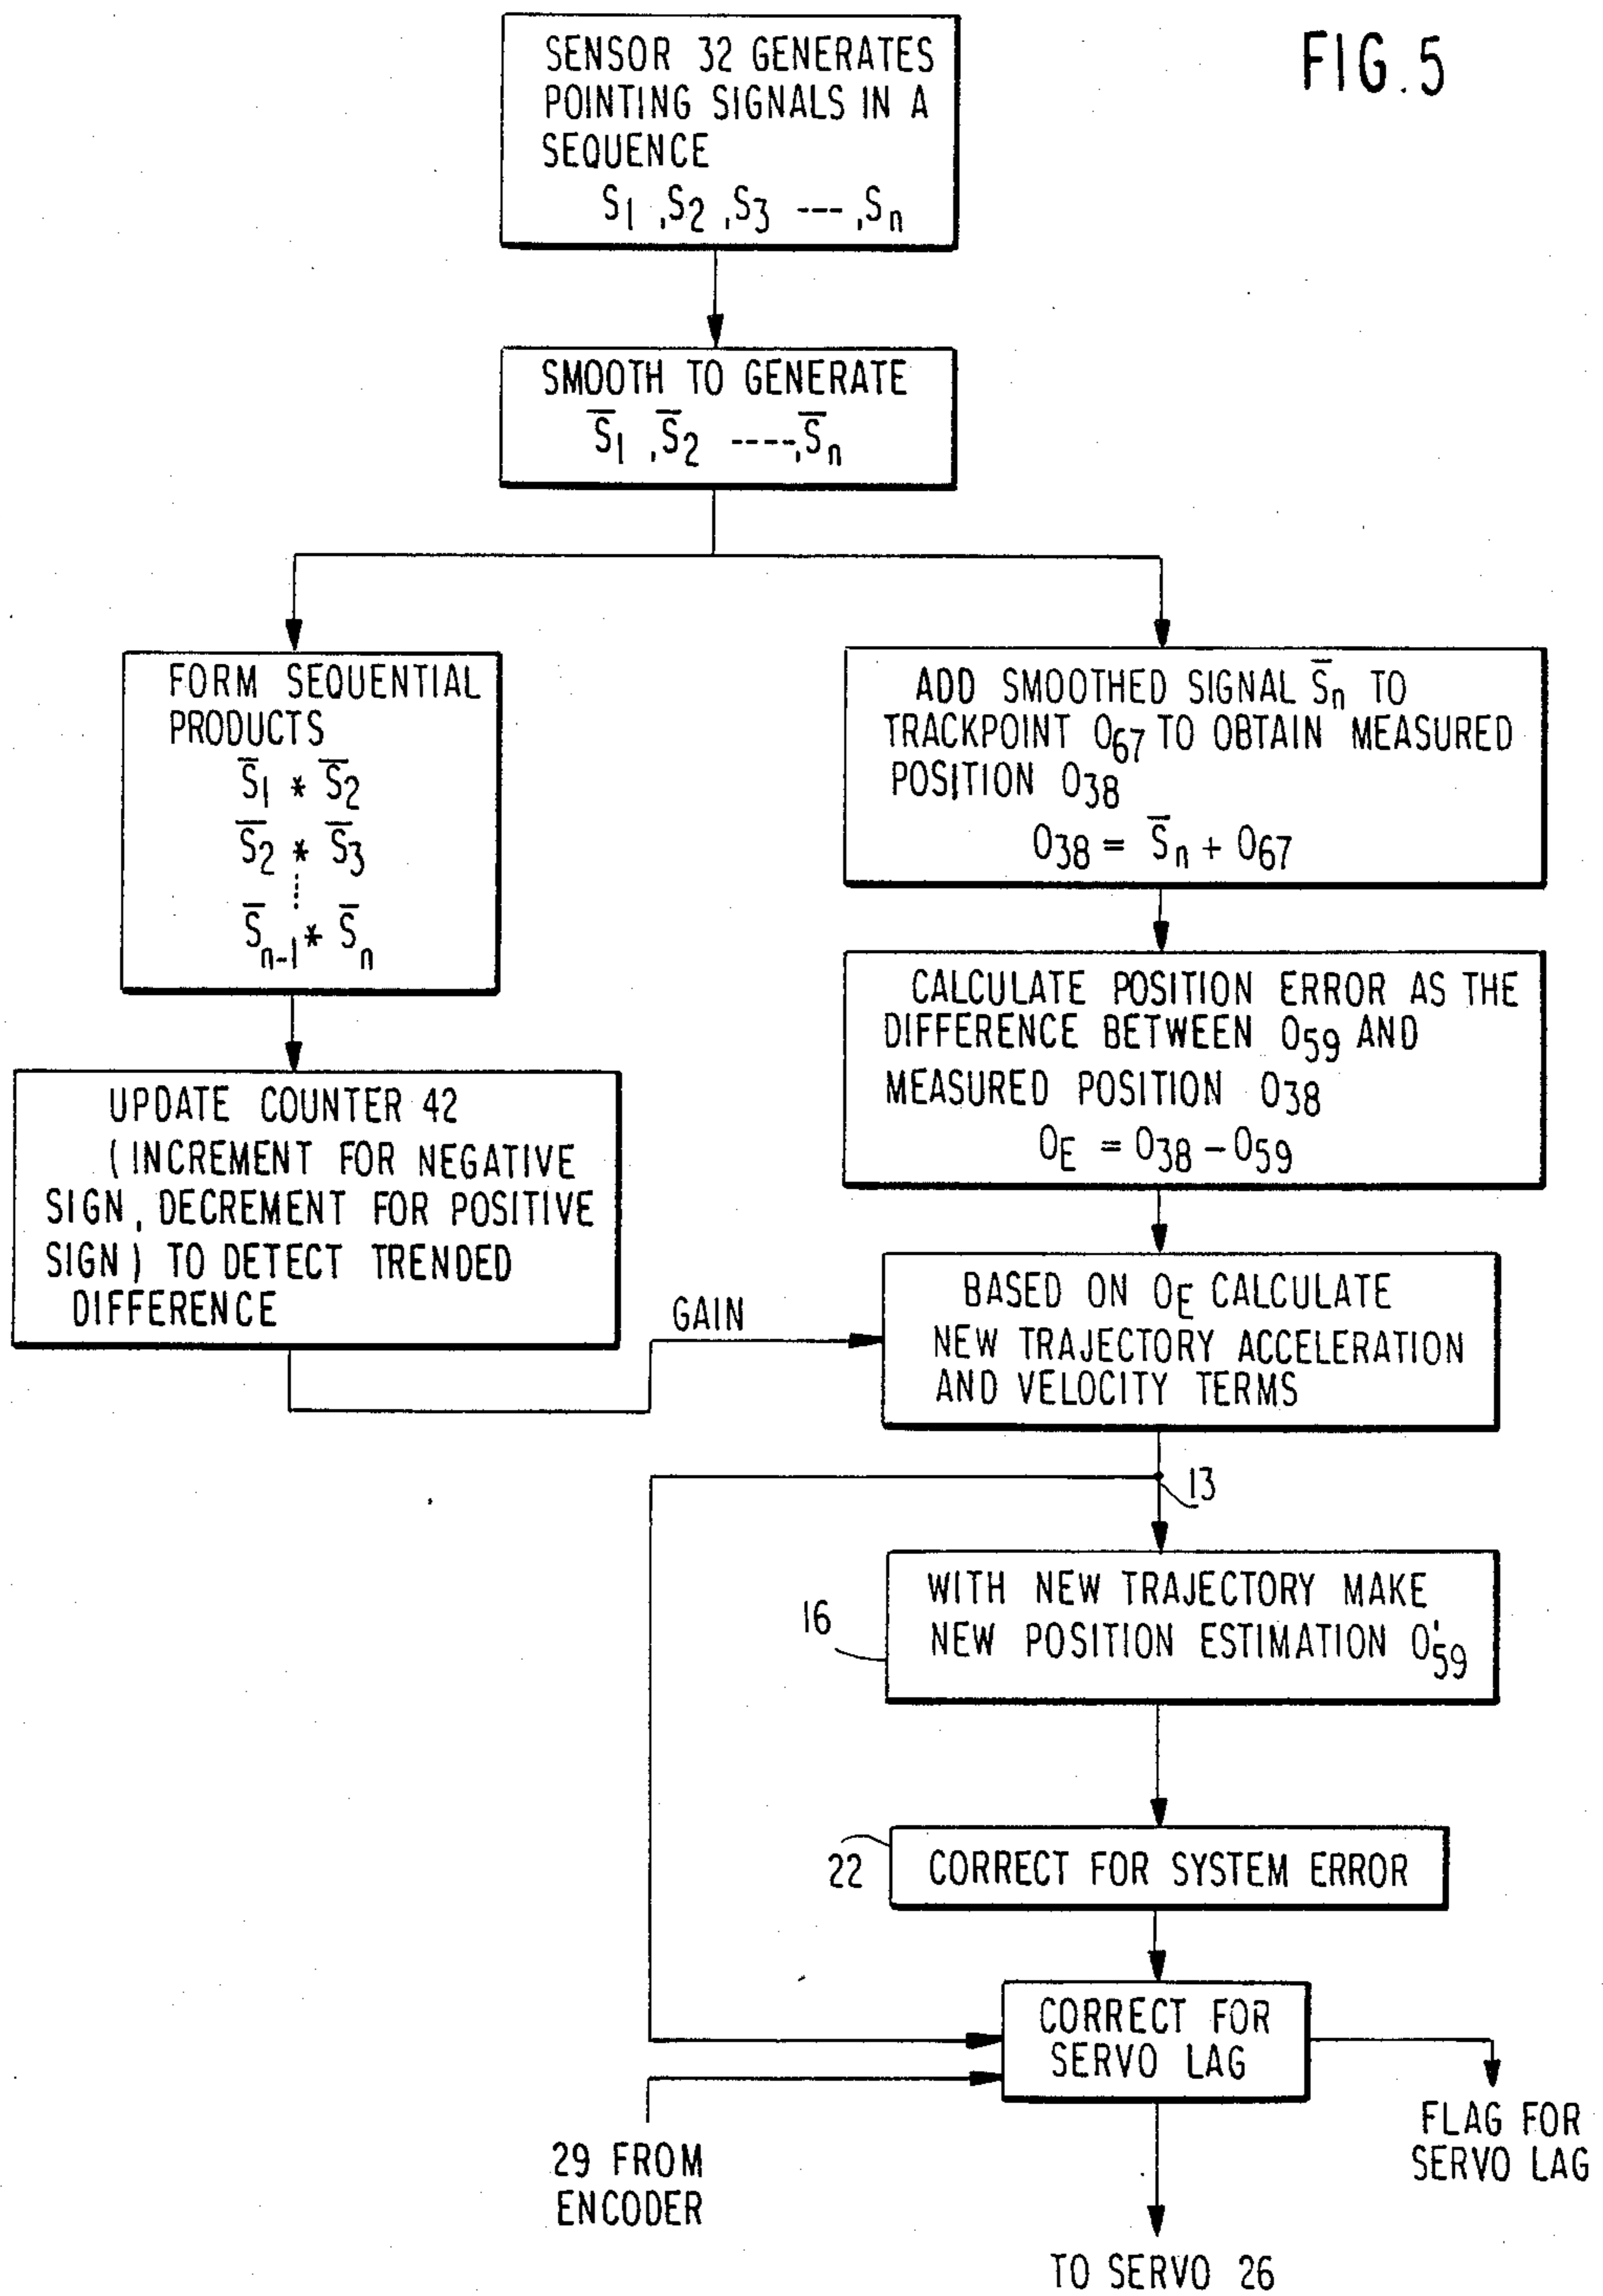 FIG. 5
SENSOR 32 GENERATES
POINTING SIGNALS IN A
SEQUENCE
S1 ,S2 ,S3 ---,Sn
SMOOTH TO GENERATE
S̅1 ,S̅2 ----,S̅n
FORM SEQUENTIAL
PRODUCTS
S̅1 * S̅2
S̅2 * S̅3
S̅n-1 * S̅n
ADD SMOOTHED SIGNAL S̅n TO
TRACKPOINT O67 TO OBTAIN MEASURED
POSITION O38
O38 = S̅n + O67
CALCULATE POSITION ERROR AS THE
DIFFERENCE BETWEEN O59 AND
MEASURED POSITION O38
OE = O38 - O59
UPDATE COUNTER 42
(INCREMENT FOR NEGATIVE
SIGN, DECREMENT FOR POSITIVE
SIGN) TO DETECT TRENDED
DIFFERENCE
GAIN
BASED ON OE CALCULATE
NEW TRAJECTORY ACCELERATION
AND VELOCITY TERMS
13
16
WITH NEW TRAJECTORY MAKE
NEW POSITION ESTIMATION O'59
22
CORRECT FOR SYSTEM ERROR
CORRECT FOR
SERVO LAG
29 FROM
ENCODER
FLAG FOR
SERVO LAG
TO SERVO 26